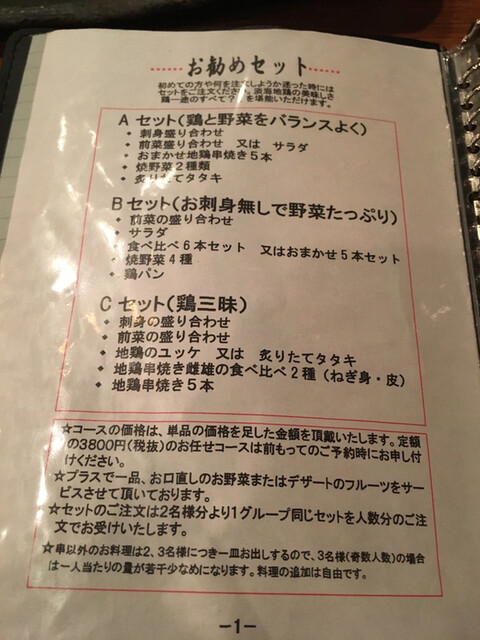 ......お勧めセット......
初めての方や何を注文しようか迷った時には
セットをご注文ください。淡海地鶏の美味しさ
鶏一途のすべて?を堪能いただけます。
A セット(鶏と野菜をバランスよく)
◆ 刺身盛り合わせ
◆ 前菜盛り合わせ 又は サラダ
◆ おまかせ地鶏串焼き5本
◆ 焼野菜2種類
◆ 炙りたてタタキ
B セット(お刺身無しで野菜たっぷり)
◆ 前菜の盛り合わせ
◆ サラダ
◆ 食べ比べ6本セット 又はおまかせ5本セット
◆ 焼野菜4種
◆ 鶏パン
C セット(鶏三昧)
◆ 刺身の盛り合わせ
◆ 前菜の盛り合わせ
◆ 地鶏のユッケ 又は 炙りたてタタキ
◆ 地鶏串焼き雌雄の食べ比べ2種(ねぎ身・皮)
◆ 地鶏串焼き5本
☆コースの価格は、単品の価格を足した金額を頂戴いたします。定額
の3800円(税抜)のお任せコースは前もってのご予約時にお申し付
けください。
☆プラスで一品、お口直しのお野菜またはデザートのフルーツをサー
ビスさせて頂いております。
☆セットのご注文は2名様分より1グループ同じセットを人数分のご注
文でお受けいたします。
☆串以外のお料理は2、3名様につき一皿お出しするので、3名様(奇数人数)の場合
は一人当たりの量が若干少なめになります。料理の追加は自由です。
-1-